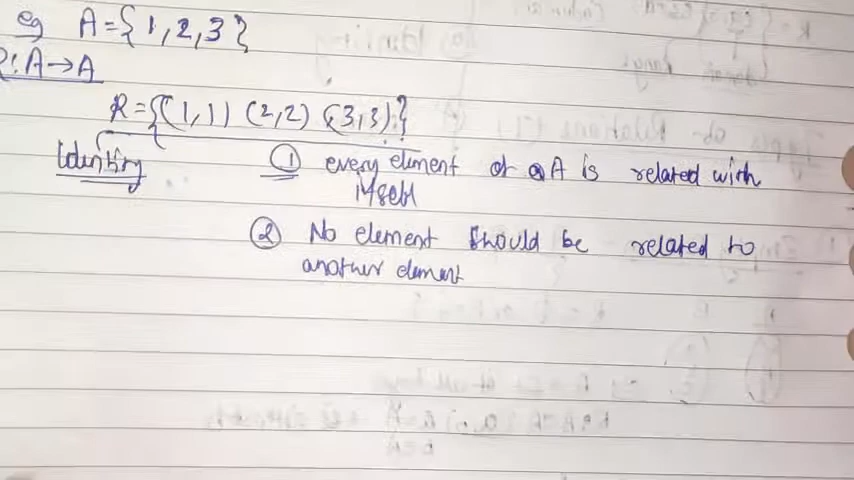 eg A={1,2,3}
R:A→A
R={(1,1) (2,2) (3,3)}
Identity
① every element of A is related with
itself
② No element should be related to
another element